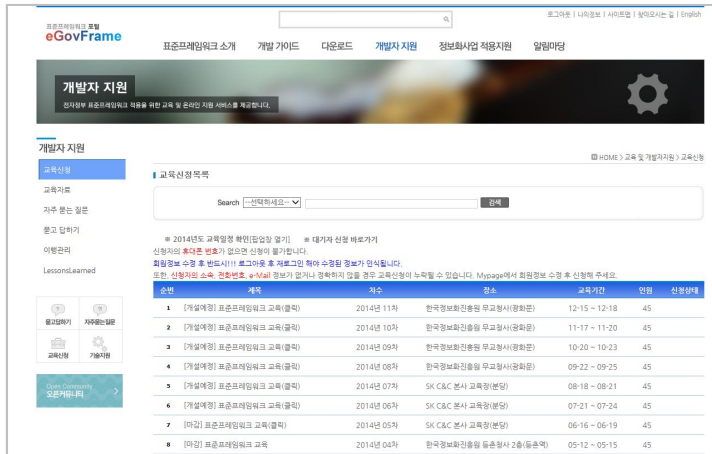 로그아웃 | 나의정보 | 사이트맵 | 찾아오시는 길 | English
표준프레임워크 포털
eGovFrame
표준프레임워크 소개 개발 가이드 다운로드 개발자 지원 정보화사업 적용지원 알림마당
개발자 지원
전자정부 표준프레임워크 적용을 위한 교육 및 온라인 지원 서비스를 제공합니다.
개발자 지원
HOME > 교육 및 개발자지원 > 교육신청
교육신청
교육자료
자주 묻는 질문
묻고 답하기
이행관리
LessonsLearned
묻고답하기 자주묻는질문
교육신청 기술지원
Open Community
오픈커뮤니티
교육신청목록
Search --선택하세요-- 검색
※ 2014년도 교육일정 확인[팝업창 열기] ※ 대기자 신청 바로가기
신청자의 휴대폰 번호가 없으면 신청이 불가합니다.
회원정보 수정 후 반드시!!! 로그아웃 후 재로그인 해야 수정된 정보가 인식됩니다.
또한, 신청자의 소속, 전화번호, e-Mail 정보가 없거나 정확하지 않을 경우 교육신청이 누락될 수 있습니다. Mypage에서 회원정보 수정 후 신청해 주세요.
순번 제목 차수 장소 교육기간 인원 신청상태
1 [개설예정] 표준프레임워크 교육(클릭) 2014년 11차 한국정보화진흥원 무교청사(광화문) 12-15 ~ 12-18 45
2 [개설예정] 표준프레임워크 교육(클릭) 2014년 10차 한국정보화진흥원 무교청사(광화문) 11-17 ~ 11-20 45
3 [개설예정] 표준프레임워크 교육(클릭) 2014년 09차 한국정보화진흥원 무교청사(광화문) 10-20 ~ 10-23 45
4 [개설예정] 표준프레임워크 교육(클릭) 2014년 08차 한국정보화진흥원 무교청사(광화문) 09-22 ~ 09-25 45
5 [개설예정] 표준프레임워크 교육(클릭) 2014년 07차 SK C&C 본사 교육장(분당) 08-18 ~ 08-21 45
6 [개설예정] 표준프레임워크 교육(클릭) 2014년 06차 SK C&C 본사 교육장(분당) 07-21 ~ 07-24 45
7 [마감] 표준프레임워크 교육(클릭) 2014년 05차 SK C&C 본사 교육장(분당) 06-16 ~ 06-19 45
8 [마감] 표준프레임워크 교육 2014년 04차 한국정보화진흥원 등촌청사 2층(등촌역) 05-12 ~ 05-15 45